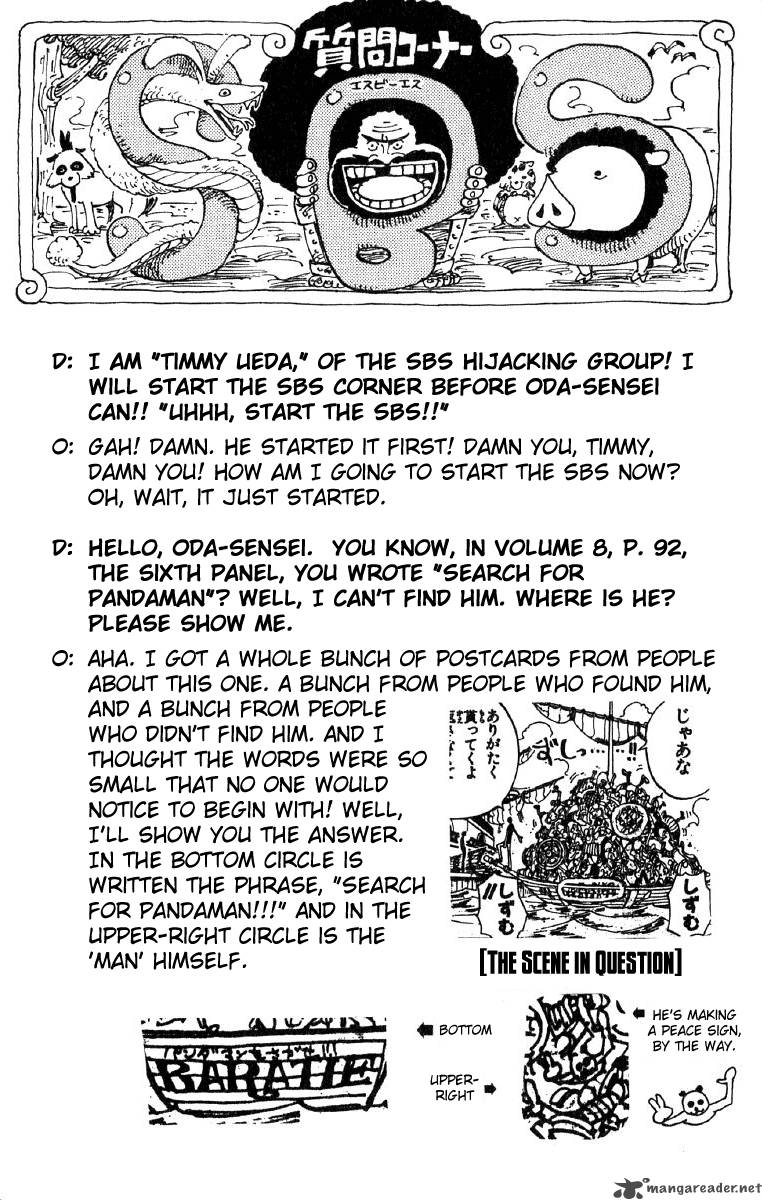 質問コーナー
エスビーエス
SBS
D: I AM "TIMMY UEDA," OF THE SBS HIJACKING GROUP! I
WILL START THE SBS CORNER BEFORE ODA-SENSEI
CAN!! "UHHH, START THE SBS!!"
O: GAH! DAMN. HE STARTED IT FIRST! DAMN YOU, TIMMY,
DAMN YOU! HOW AM I GOING TO START THE SBS NOW?
OH, WAIT, IT JUST STARTED.
D: HELLO, ODA-SENSEI. YOU KNOW, IN VOLUME 8, P. 92,
THE SIXTH PANEL, YOU WROTE "SEARCH FOR
PANDAMAN"? WELL, I CAN'T FIND HIM. WHERE IS HE?
PLEASE SHOW ME.
O: AHA. I GOT A WHOLE BUNCH OF POSTCARDS FROM PEOPLE
ABOUT THIS ONE. A BUNCH FROM PEOPLE WHO FOUND HIM,
AND A BUNCH FROM PEOPLE
WHO DIDN'T FIND HIM. AND I
THOUGHT THE WORDS WERE SO
SMALL THAT NO ONE WOULD
NOTICE TO BEGIN WITH! WELL,
I'LL SHOW YOU THE ANSWER.
IN THE BOTTOM CIRCLE IS
WRITTEN THE PHRASE, "SEARCH
FOR PANDAMAN!!!" AND IN THE
UPPER-RIGHT CIRCLE IS THE
'MAN' HIMSELF.
じゃあな
ありがたく
貰ってくよ
ずしっ……!!
しずむ
しずむ
[THE SCENE IN QUESTION]
BARATIE
BOTTOM
UPPER-
RIGHT
HE'S MAKING
A PEACE SIGN,
BY THE WAY.
mangareader.net